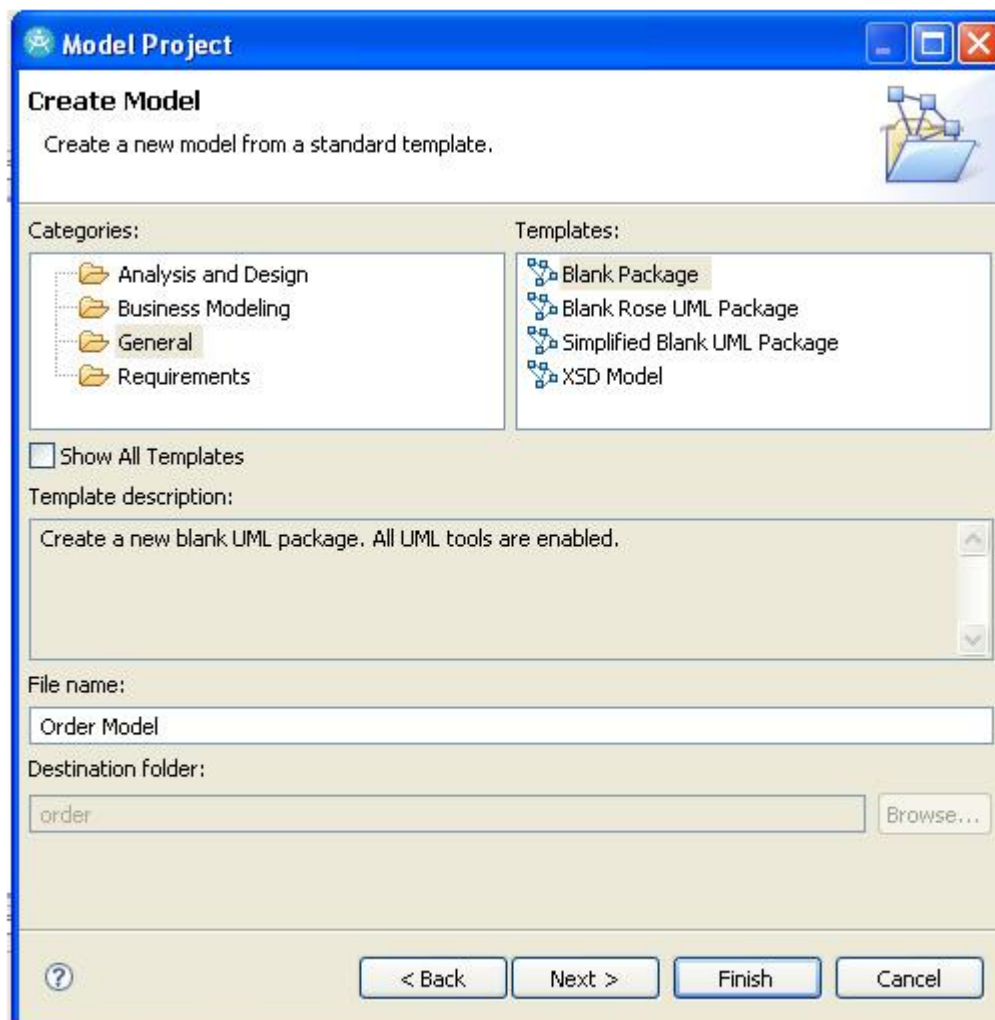 Model Project
Create Model
Create a new model from a standard template.
Categories:
Analysis and Design
Business Modeling
General
Requirements
Templates:
Blank Package
Blank Rose UML Package
Simplified Blank UML Package
XSD Model
Show All Templates
Template description:
Create a new blank UML package. All UML tools are enabled.
File name:
Order Model
Destination folder:
order
Browse...
?
< Back
Next >
Finish
Cancel